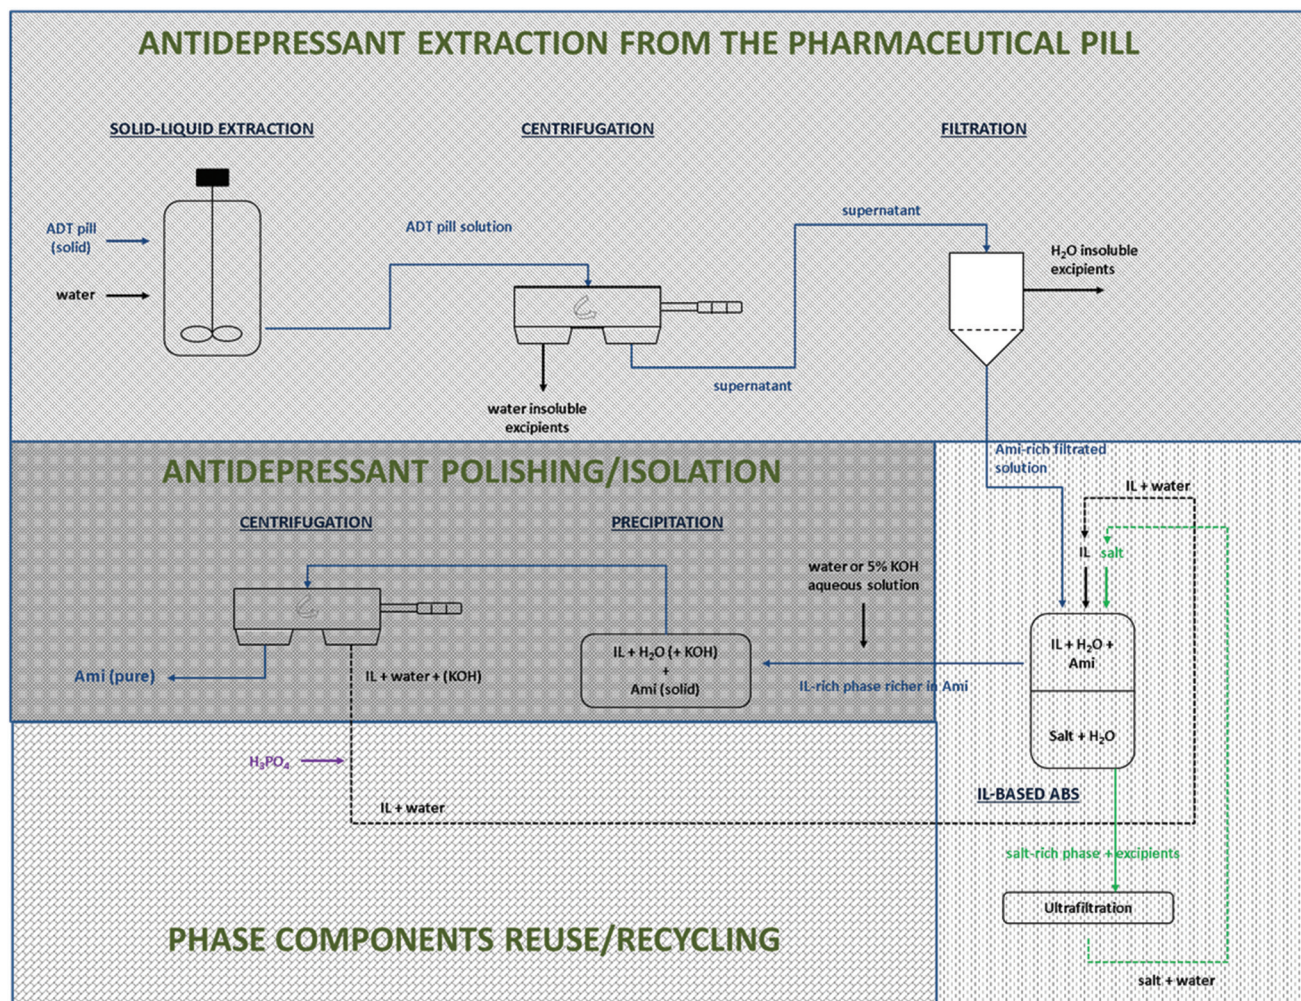 ANTIDEPRESSANT EXTRACTION FROM THE PHARMACEUTICAL PILL
SOLID-LIQUID EXTRACTION
CENTRIFUGATION
FILTRATION
ADT pill
(solid)
water
ADT pill solution
supernatant
H₂O insoluble
excipients
supernatant
water insoluble
excipients
Ami-rich filtrated
solution
ANTIDEPRESSANT POLISHING/ISOLATION
CENTRIFUGATION
PRECIPITATION
IL + water
IL
salt
water or 5% KOH
aqueous solution
IL + H₂O (+ KOH)
+
Ami (solid)
IL + H₂O +
Ami
Ami (pure)
IL + water + (KOH)
IL-rich phase richer in Ami
Salt + H₂O
H₃PO₄
IL-BASED ABS
IL + water
salt-rich phase + excipients
Ultrafiltration
PHASE COMPONENTS REUSE/RECYCLING
salt + water